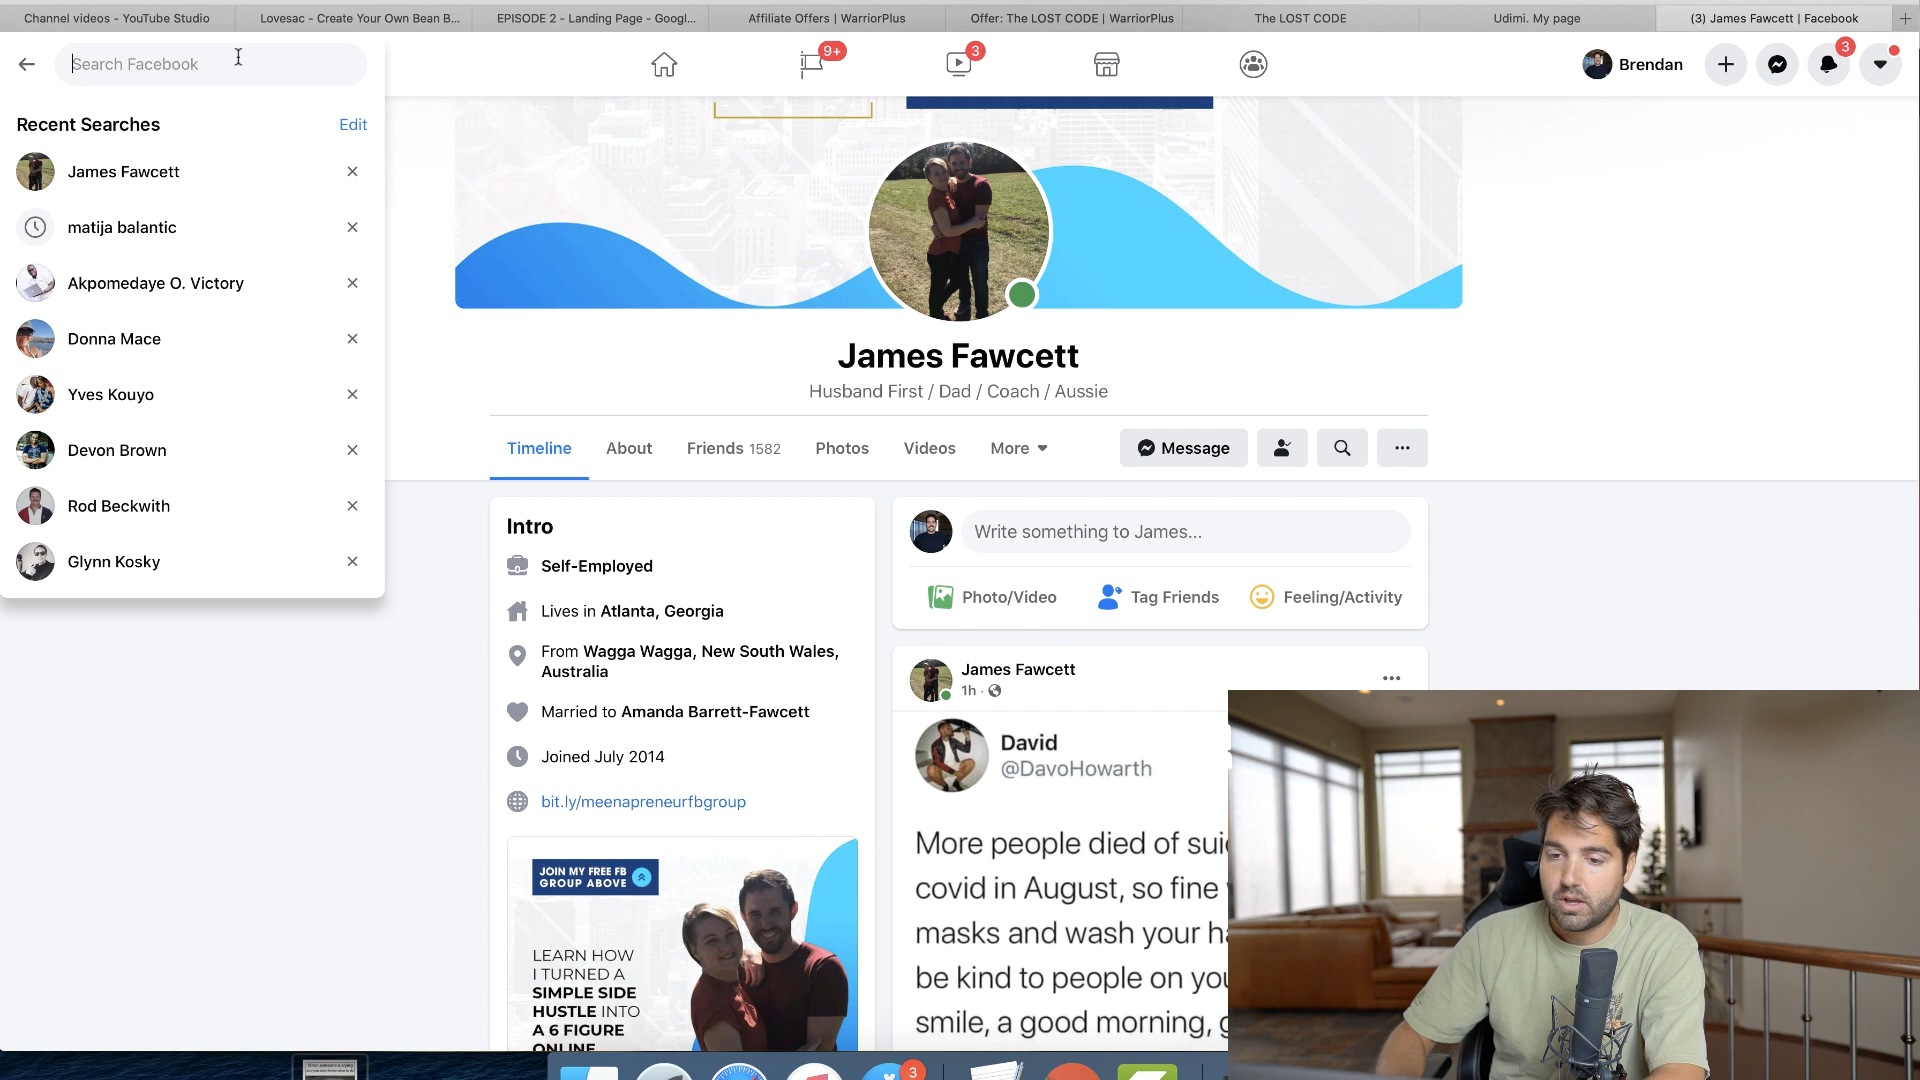 Channel videos - YouTube Studio
Lovesac - Create Your Own Bean B...
EPISODE 2 - Landing Page - Googl...
Affiliate Offers | WarriorPlus
Offer: The LOST CODE | WarriorPlus
The LOST CODE
Udimi. My page
(3) James Fawcett | Facebook
Search Facebook
9+
3
Brendan
3
Recent Searches
Edit
James Fawcett
matija balantic
Akpomedaye O. Victory
Donna Mace
Yves Kouyo
Devon Brown
Rod Beckwith
Glynn Kosky
James Fawcett
Husband First / Dad / Coach / Aussie
Timeline
About
Friends 1582
Photos
Videos
More
Message
Intro
Self-Employed
Lives in Atlanta, Georgia
From Wagga Wagga, New South Wales,
Australia
Married to Amanda Barrett-Fawcett
Joined July 2014
bit.ly/meenapreneurfbgroup
JOIN MY FREE FB
GROUP ABOVE
LEARN HOW
I TURNED A
SIMPLE SIDE
HUSTLE INTO
A 6 FIGURE
ONLINE
Write something to James...
Photo/Video
Tag Friends
Feeling/Activity
James Fawcett
1h
David
@DavoHowarth
More people died of sui
covid in August, so fine
masks and wash your h
be kind to people on you
smile, a good morning,
3